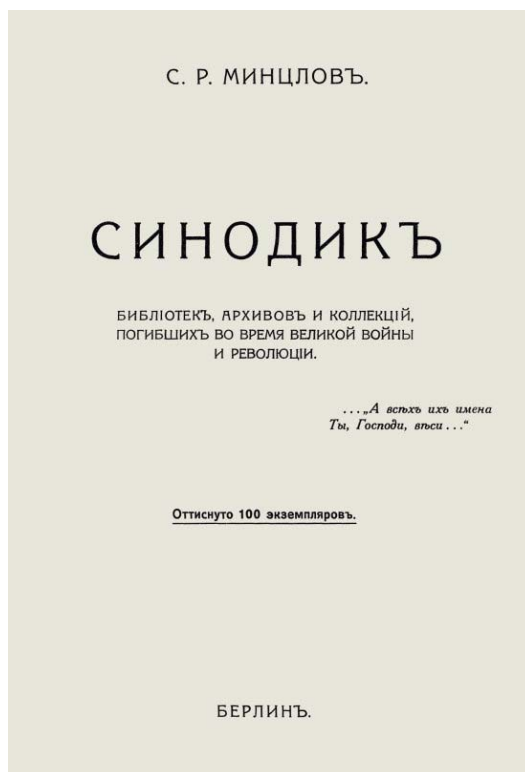 С. Р. МИНЦЛОВЪ.
СИНОДИКЪ
БИБЛІОТЕКЪ, АРХИВОВЪ И КОЛЛЕКЦІЙ,
ПОГИБШИХЪ ВО ВРЕМЯ ВЕЛИКОЙ ВОЙНЫ
И РЕВОЛЮЦІИ.
. . . „А всѣхъ ихъ имена
Ты, Господи, вѣси . . .“
Оттиснуто 100 экземпляровъ.
БЕРЛИНЪ.